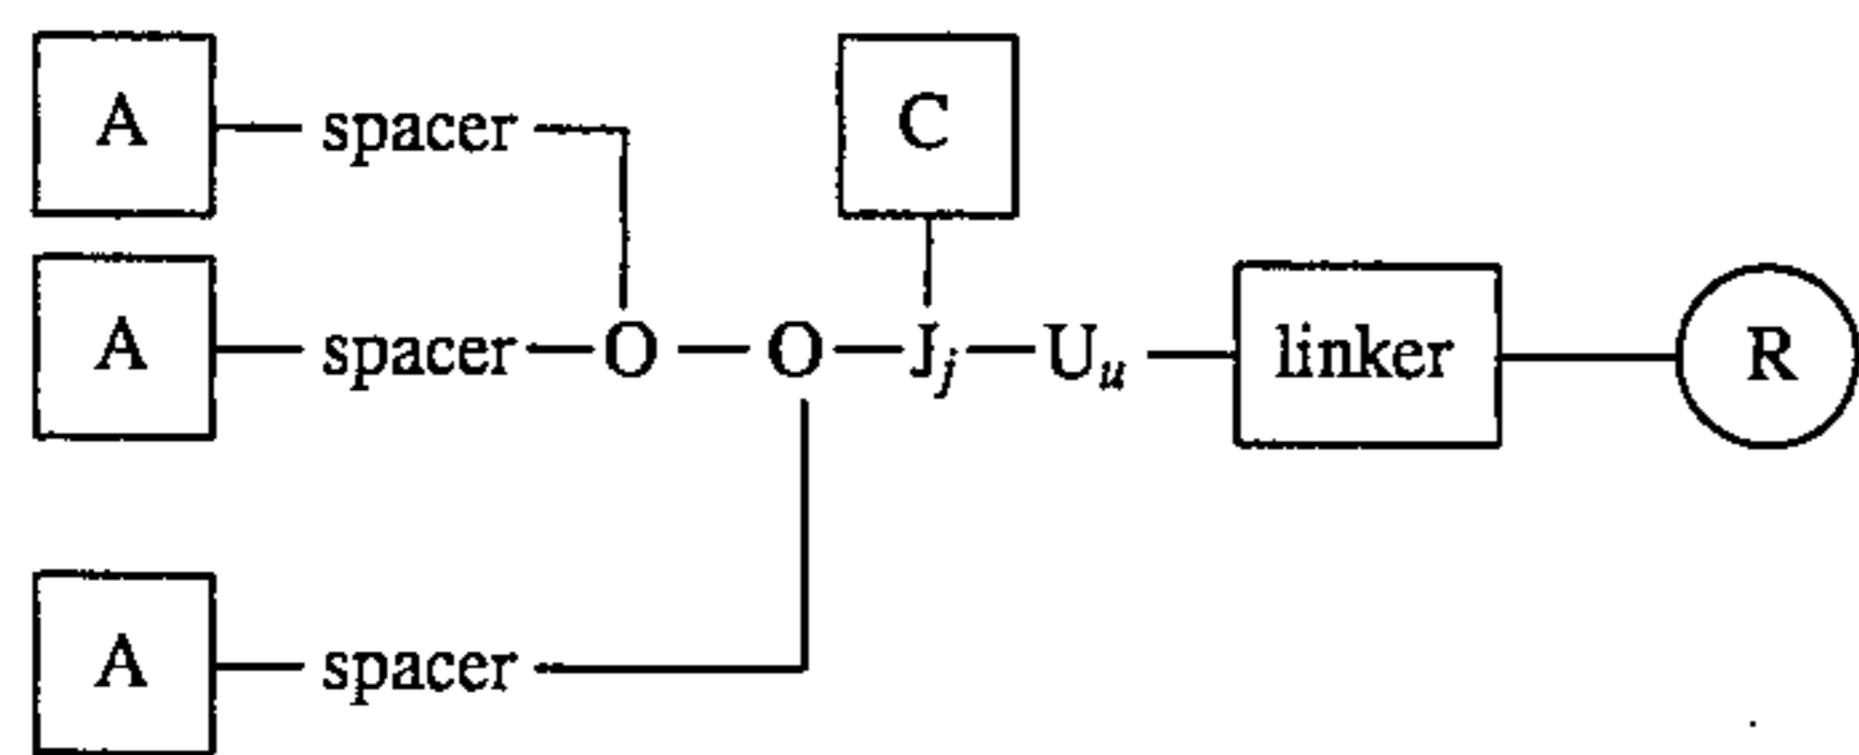 A — spacer C
A — spacer — O — O — J_j — U_u — linker — R
A — spacer